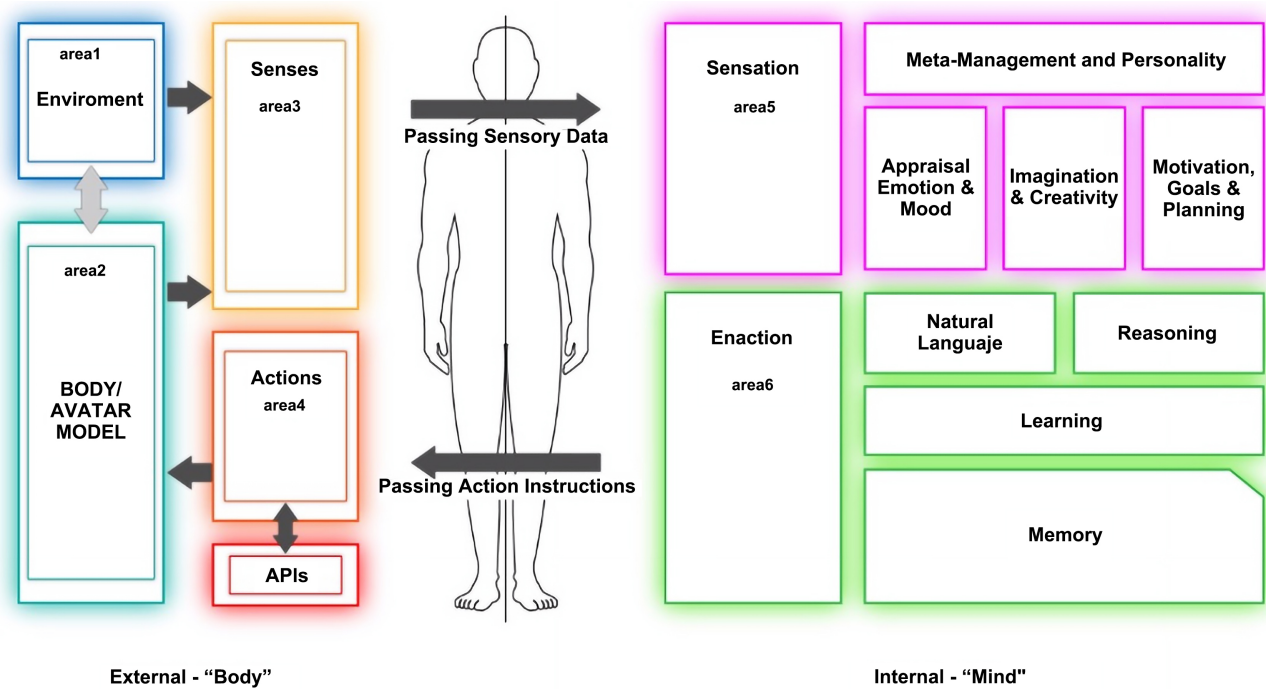 area1
Enviroment
area2
BODY/
AVATAR
MODEL
Senses
area3
Actions
area4
APIs
Passing Sensory Data
Passing Action Instructions
Sensation
area5
Enaction
area6
Meta-Management and Personality
Appraisal
Emotion &
Mood
Imagination
& Creativity
Motivation,
Goals &
Planning
Natural
Languaje
Reasoning
Learning
Memory
External - “Body”
Internal - “Mind"